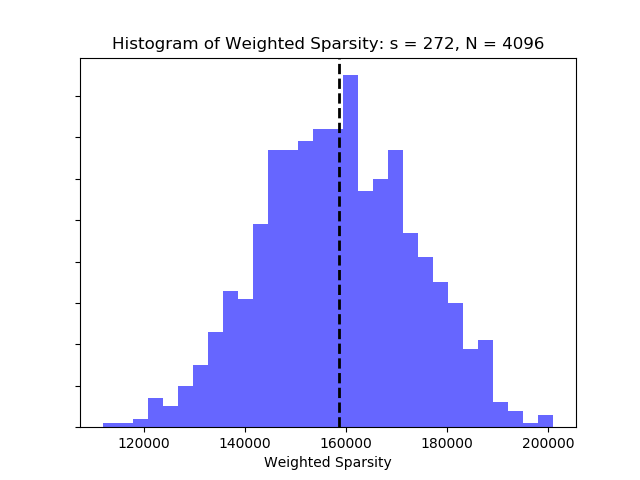 Histogram of Weighted Sparsity: s = 272, N = 4096
120000 140000 160000 180000 200000
Weighted Sparsity